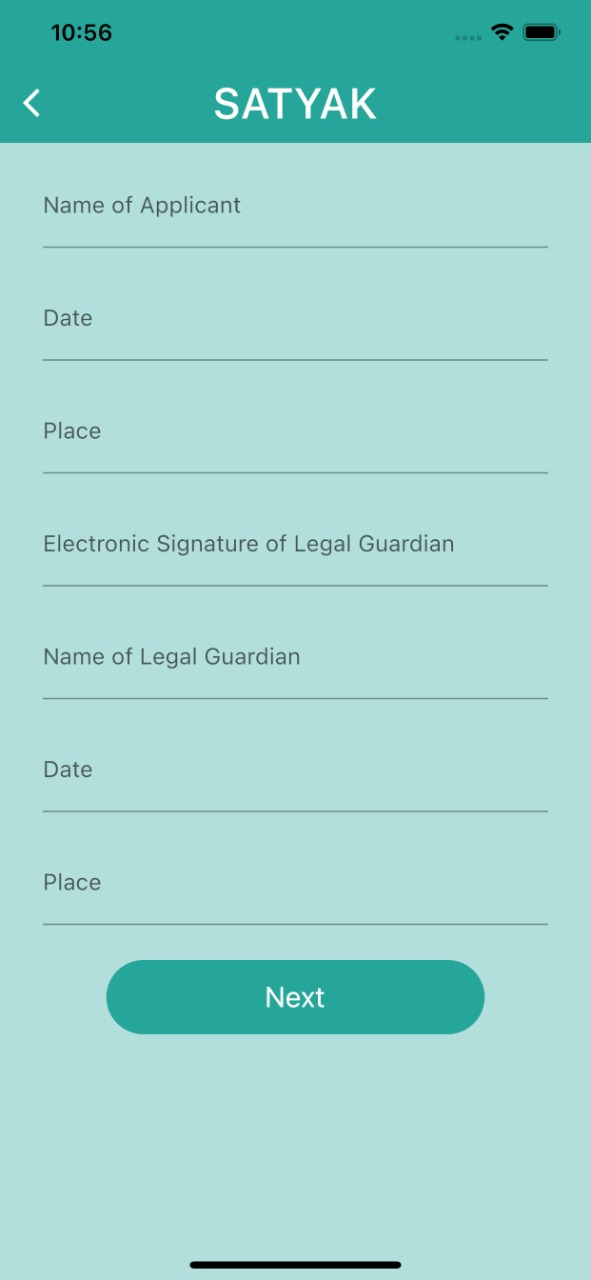 10:56
SATYAK
Name of Applicant
Date
Place
Electronic Signature of Legal Guardian
Name of Legal Guardian
Date
Place
Next